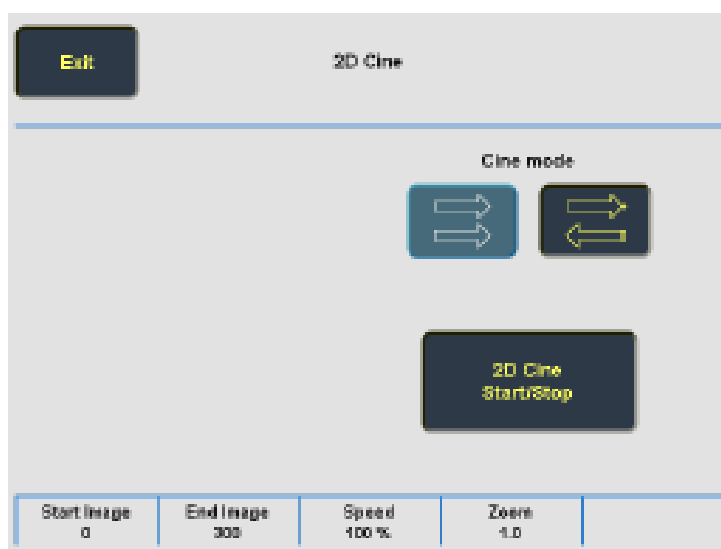 Exit
2D Cine
Cine mode
2D Cine
Start/Stop
Start Image
End Image
Speed
Zoom
0
300
100 %
1.0